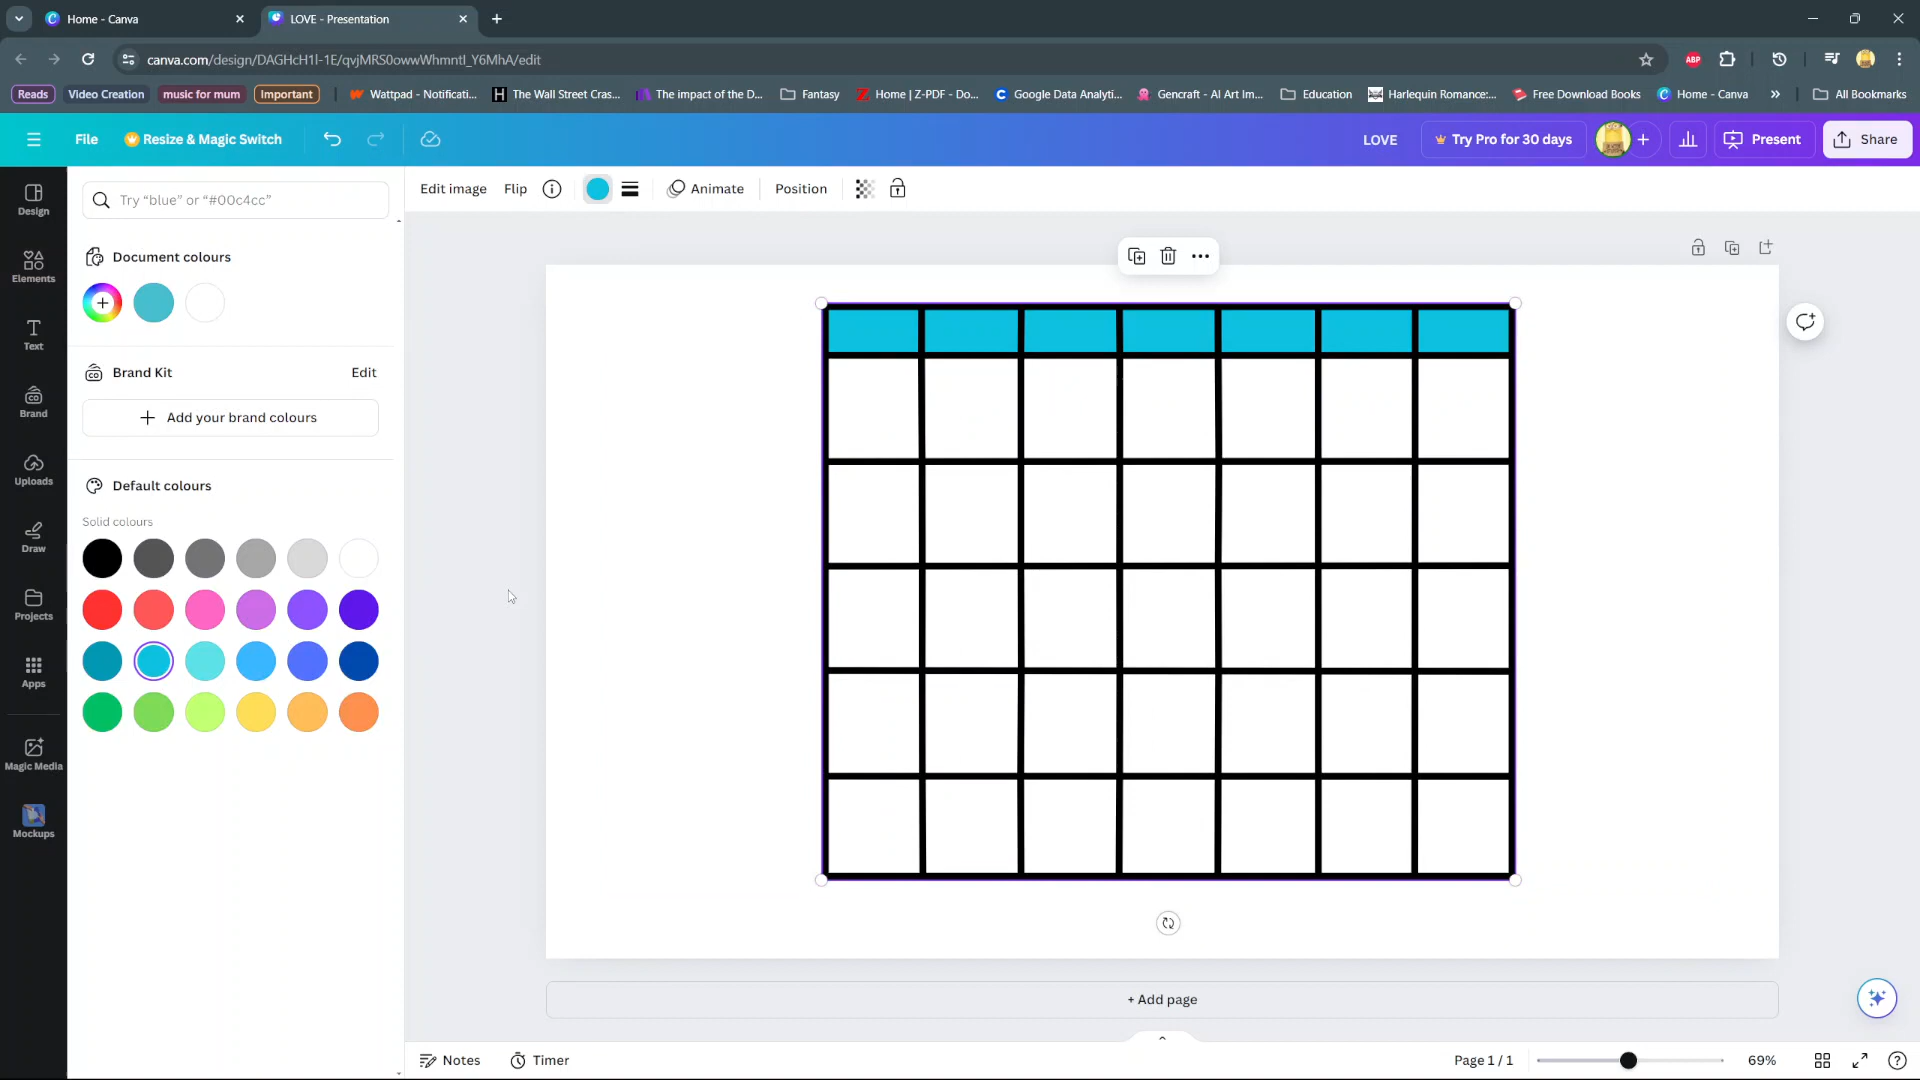 Home - Canva
LOVE - Presentation
canva.com/design/DAGHcH1l-1E/qvjMRS0owwWhmntI_Y6MhA/edit
ABP
Reads
Video Creation
music for mum
Important
Wattpad - Notificati...
The Wall Street Cras...
The impact of the D...
Fantasy
Home | Z-PDF - Do...
Google Data Analyti...
Gencraft - AI Art Im...
Education
Harlequin Romance:...
Free Download Books
Home - Canva
All Bookmarks
File
Resize & Magic Switch
LOVE
Try Pro for 30 days
Present
Share
Design
Elements
Text
Brand
Uploads
Draw
Projects
Apps
Magic Media
Mockups
Try “blue” or “#00c4cc”
Document colours
Brand Kit
Edit
Add your brand colours
Default colours
Solid colours
Edit image
Flip
Animate
Position
+ Add page
Notes
Timer
Page 1 / 1
69%